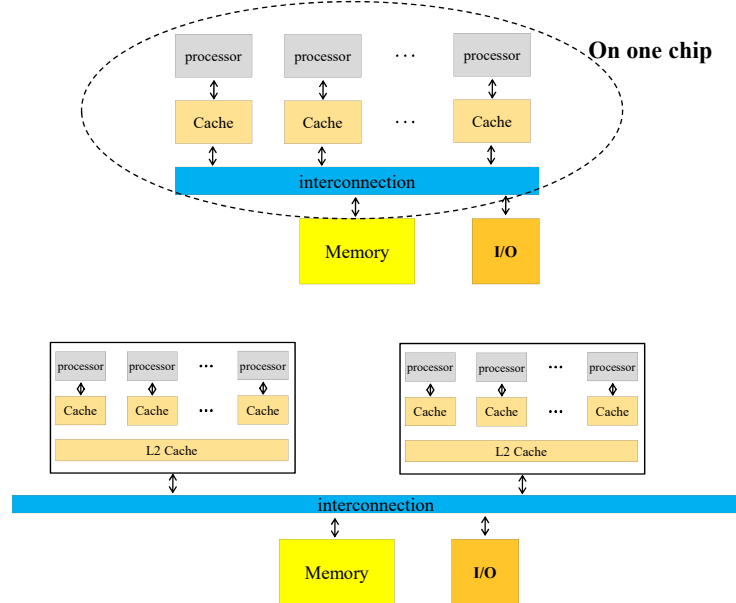 On one chip
processor processor ... processor
Cache Cache ... Cache
interconnection
Memory I/O
processor processor ... processor processor processor ... processor
Cache Cache ... Cache Cache Cache ... Cache
L2 Cache L2 Cache
interconnection
Memory I/O